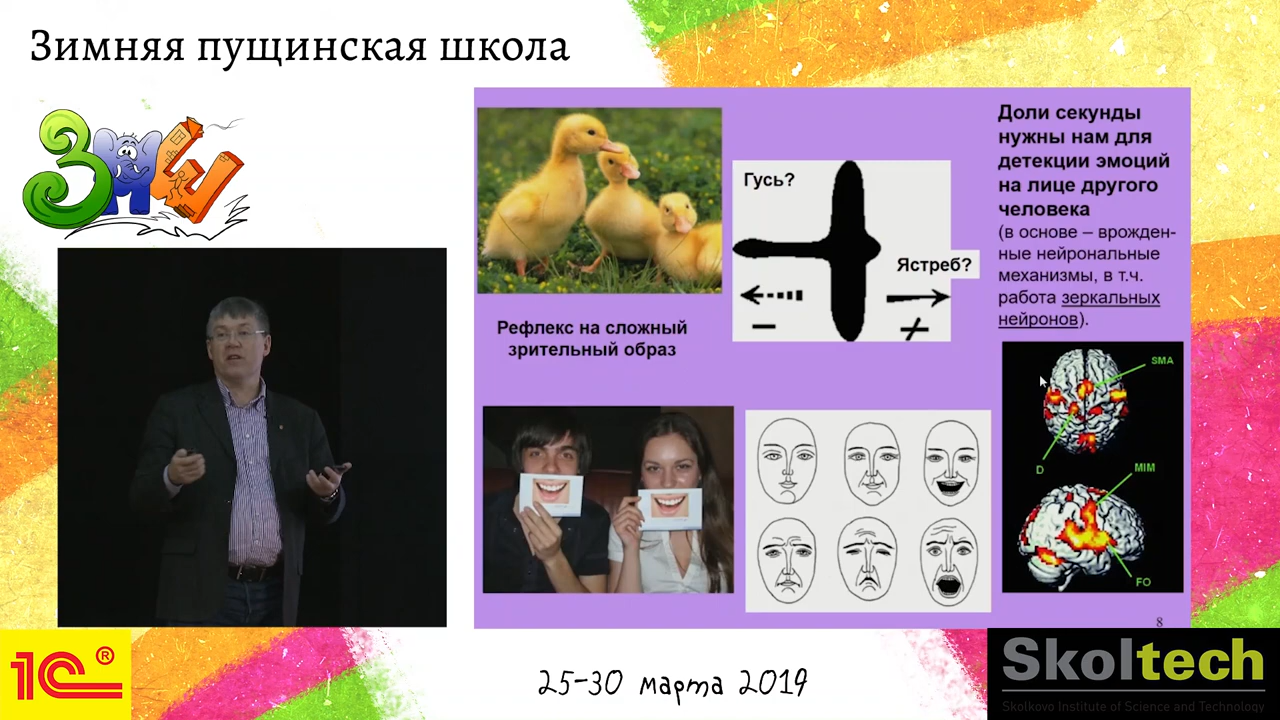 Зимняя пущинская школа
ЗПШ
Гусь?
Ястреб?
Рефлекс на сложный
зрительный образ
Доли секунды
нужны нам для
детекции эмоций
на лице другого
человека
(в основе – врожден-
ные нейрональные
механизмы, в т.ч.
работа зеркальных
нейронов).
SMA
D
MIM
FO
8
1С®
25-30 марта 2019
Skoltech
Skolkovo Institute of Science and Technology